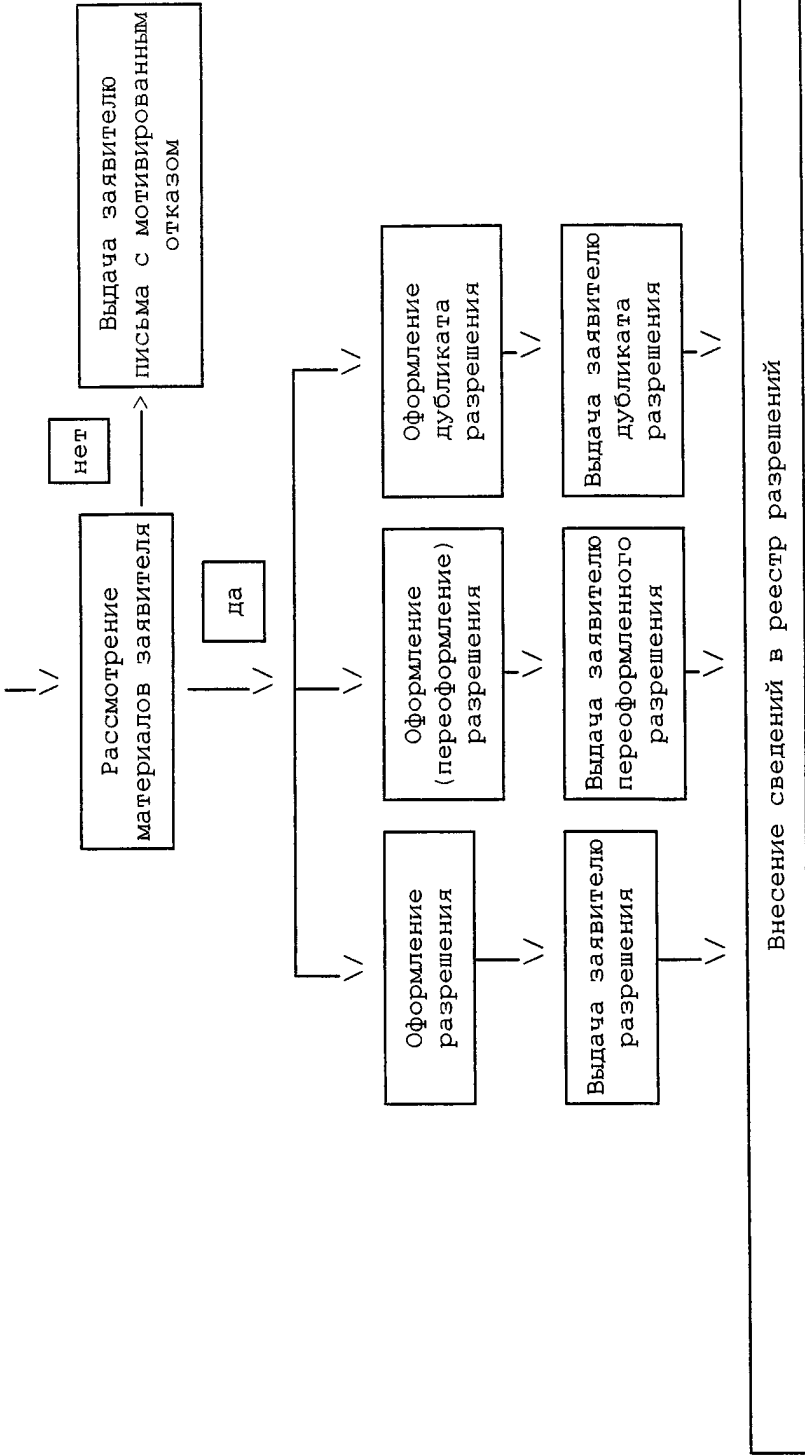 Рассмотрение
материалов заявителя
нет
Выдача заявителю
письма с мотивированным
отказом
да
Оформление
разрешения
Оформление
(переоформление)
разрешения
Оформление
дубликата
разрешения
Выдача заявителю
разрешения
Выдача заявителю
переоформленного
разрешения
Выдача заявителю
дубликата
разрешения
Внесение сведений в реестр разрешений